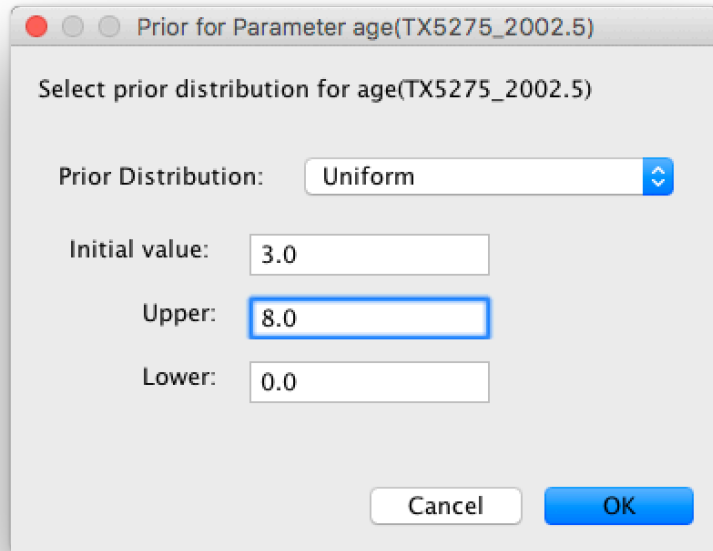 Prior for Parameter age(TX5275_2002.5)
Select prior distribution for age(TX5275_2002.5)
Prior Distribution: Uniform
Initial value: 3.0
Upper: 8.0
Lower: 0.0
Cancel OK